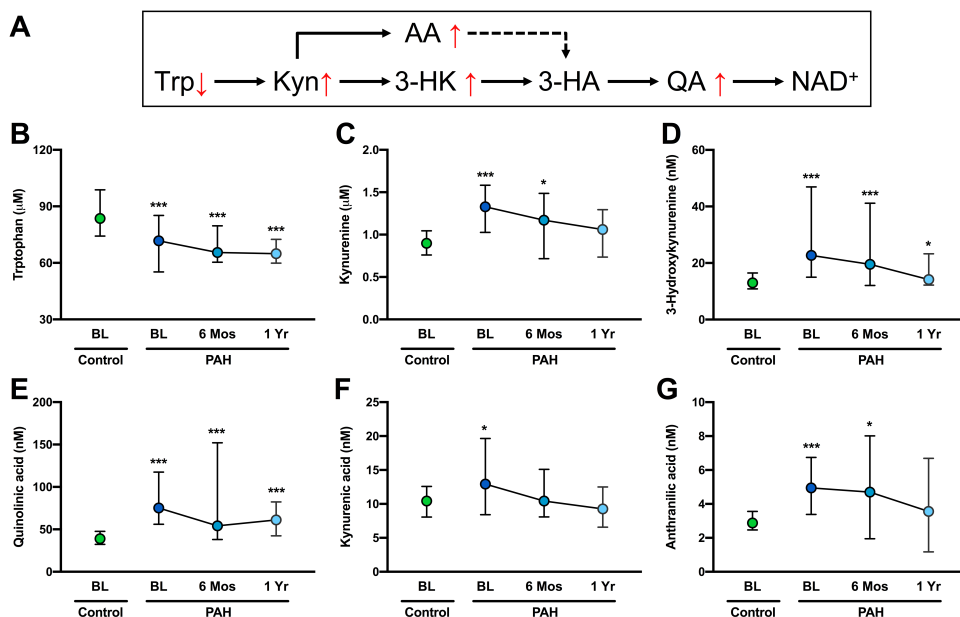 A
AA ↑
Trp↓ Kyn↑ 3-HK ↑ 3-HA QA ↑ NAD⁺
B
Trptophan (μM)
120
90
60
30
***
***
***
BL BL 6 Mos 1 Yr
Control PAH
C
Kynurenine (μM)
2.0
1.5
1.0
0.5
0.0
***
*
BL BL 6 Mos 1 Yr
Control PAH
D
3-Hydroxykynurenine (nM)
60
40
20
0
***
***
*
BL BL 6 Mos 1 Yr
Control PAH
E
Quinolinic acid (nM)
200
150
100
50
0
***
***
***
BL BL 6 Mos 1 Yr
Control PAH
F
Kynurenic acid (nM)
25
20
15
10
5
0
*
BL BL 6 Mos 1 Yr
Control PAH
G
Anthranilic acid (nM)
10
8
6
4
2
0
***
*
BL BL 6 Mos 1 Yr
Control PAH